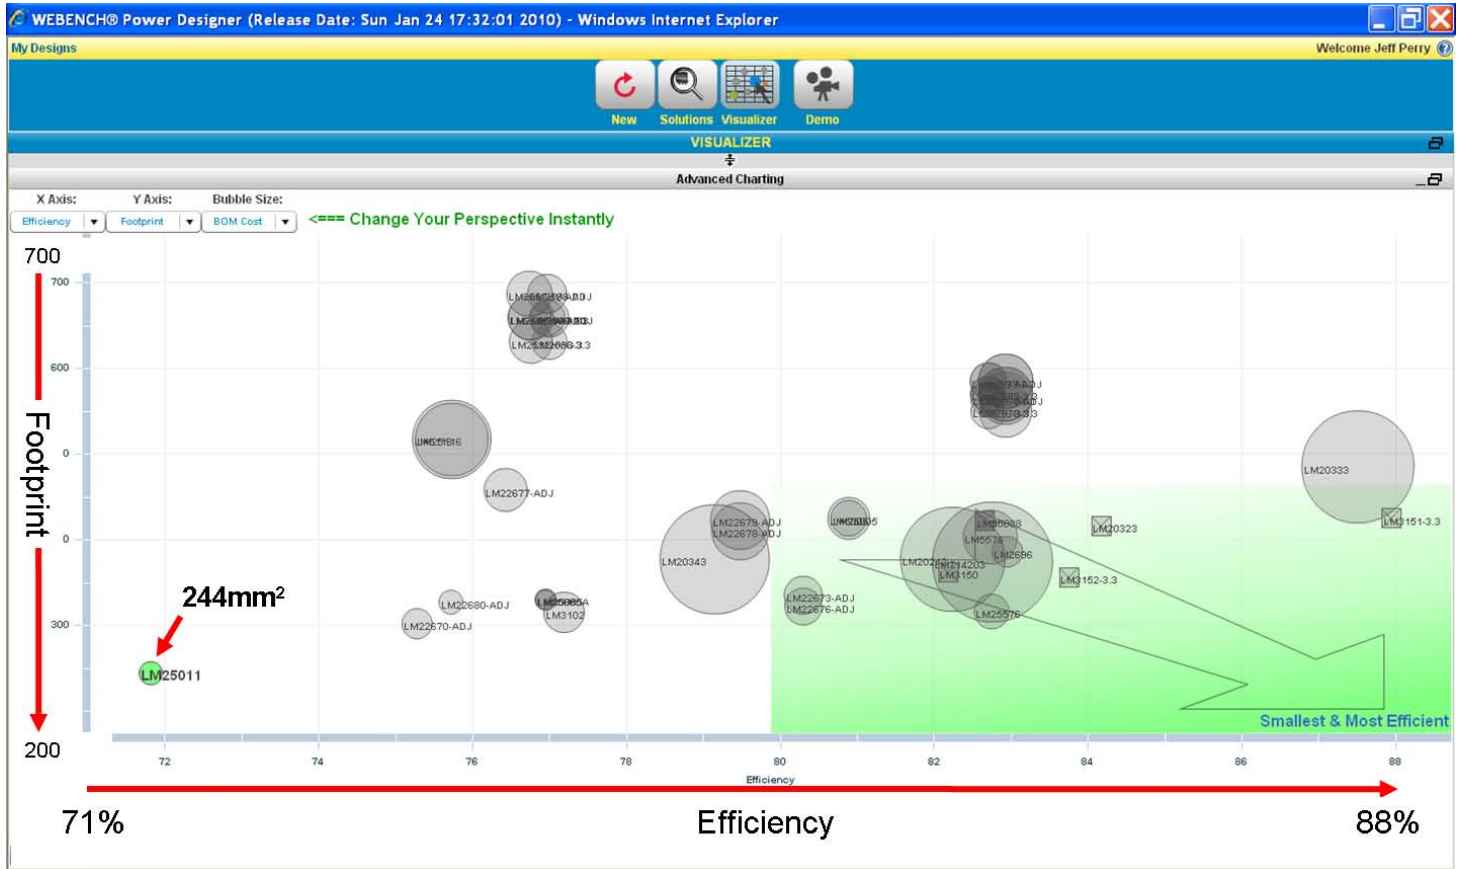 WEBENCH® Power Designer (Release Date: Sun Jan 24 17:32:01 2010) - Windows Internet Explorer
My Designs
Welcome Jeff Perry
New Solutions Visualizer Demo
VISUALIZER
Advanced Charting
X Axis: Y Axis: Bubble Size:
Efficiency Footprint BOM Cost <=== Change Your Perspective Instantly
700
700
600
0
LM22677-ADJ
LM20333
LM22679-ADJ
LM3151-3.3
LM20323
LM22678-ADJ
LM5576
0
LM2696
LM20343
LM3150
LM3152-3.3
LM22673-ADJ
LM22680-ADJ
LM22676-ADJ
LM3102
LM25576
300
LM22670-ADJ
Footprint
244mm²
LM25011
Smallest & Most Efficient
200
72 74 76 78 80 82 84 86 88
Efficiency
71% Efficiency 88%